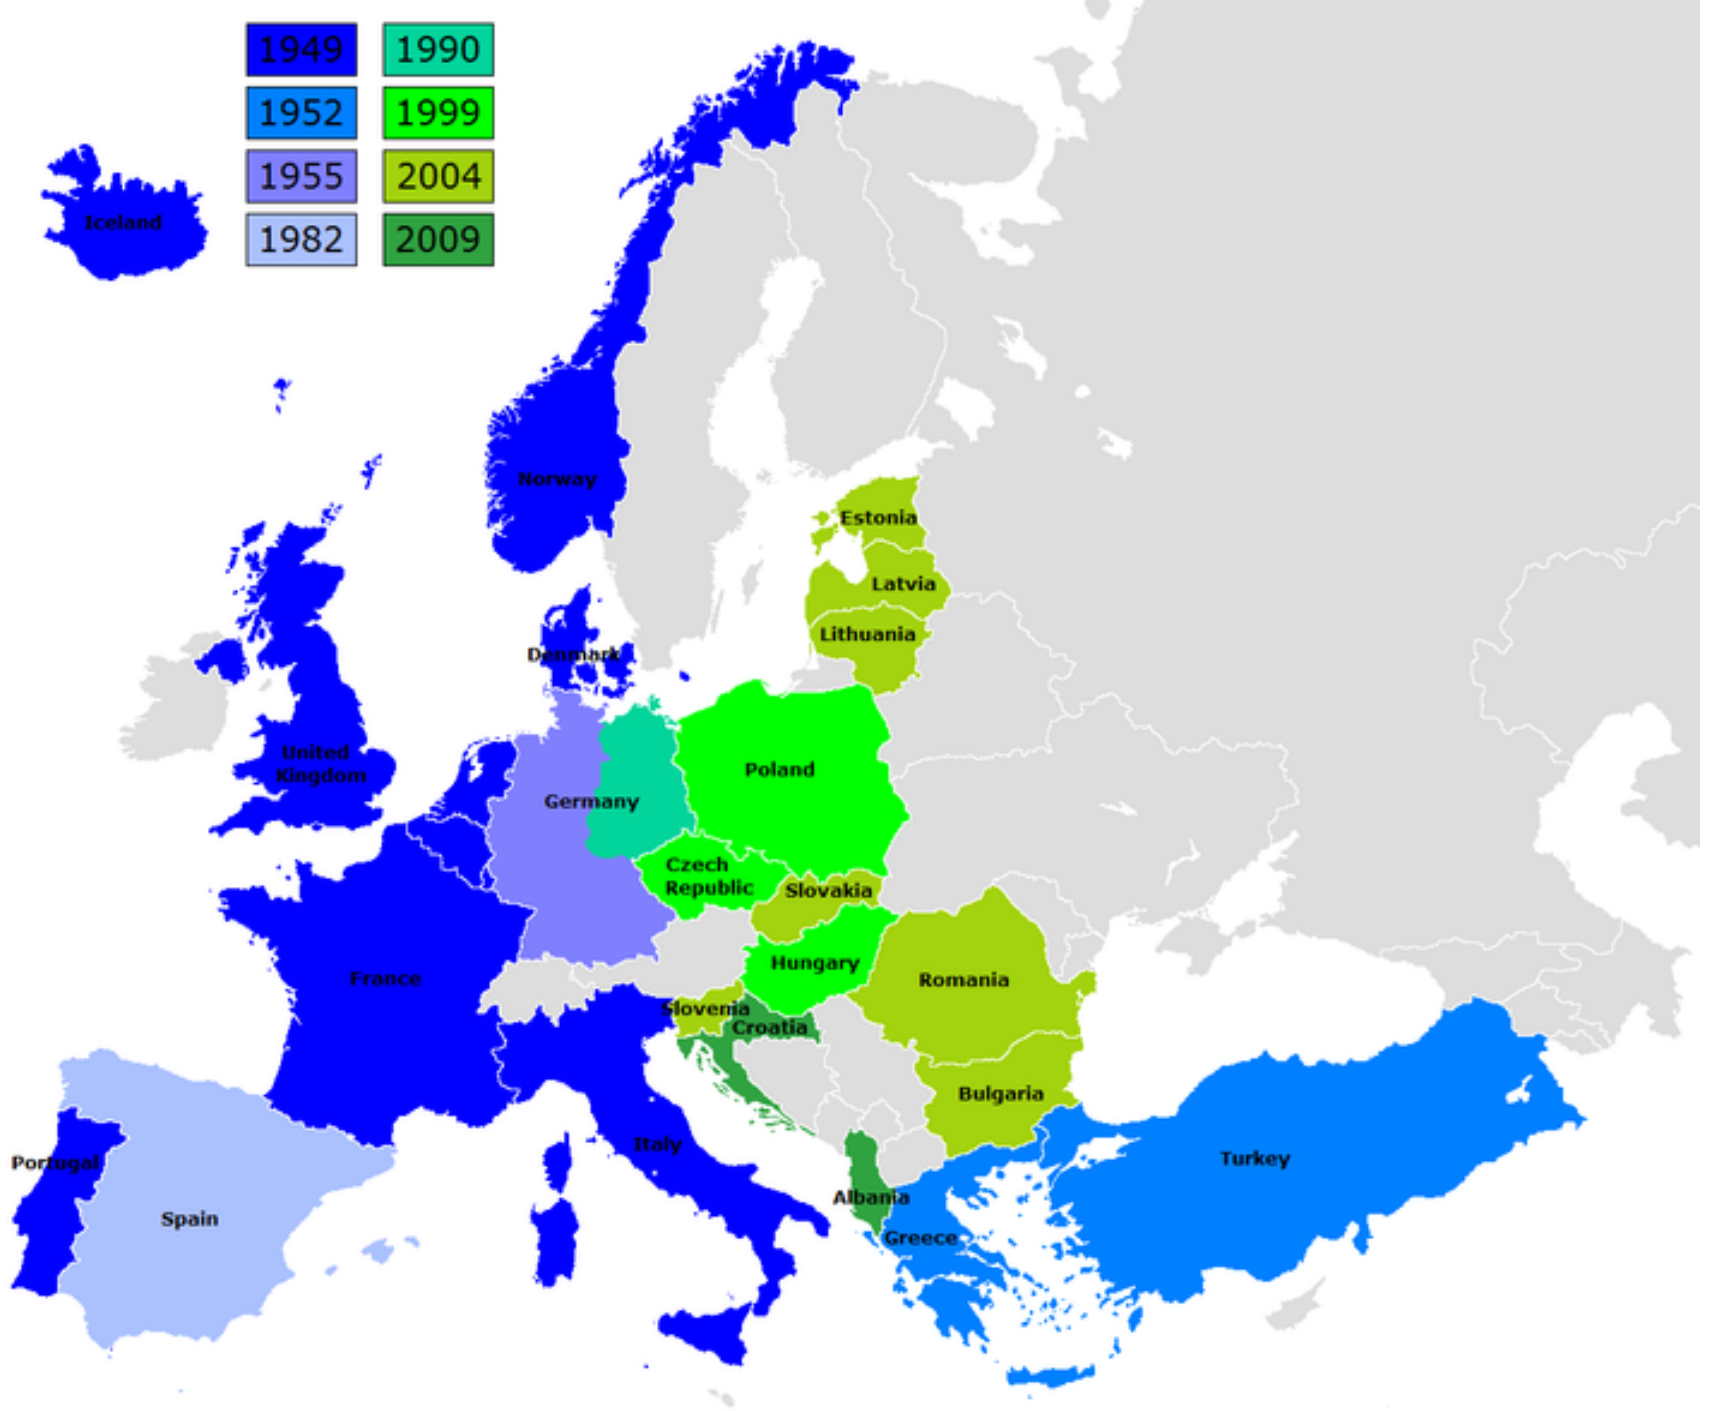 1949
1990
1952
1999
1955
2004
1982
2009
Iceland
Norway
Estonia
Latvia
Lithuania
Denmark
United
Kingdom
Poland
Germany
Czech
Republic
Slovakia
Hungary
France
Romania
Slovenia
Croatia
Bulgaria
Italy
Portugal
Turkey
Albania
Spain
Greece